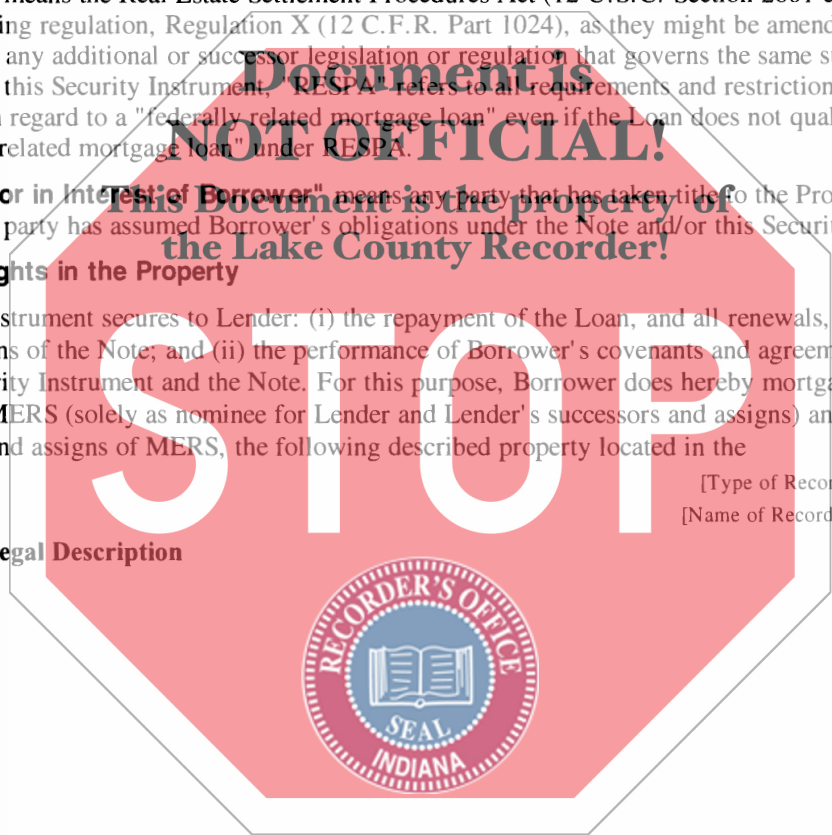 means the Real Estate Settlement Procedures Act (12 U.S.C. Section 2601
ing regulation, Regulation X (12 C.F.R. Part 1024), as they might be amend
any additional or successor legislation or regulation that governs the same s
Document is
this Security Instrument, "RESPA" refers to all requirements and restriction
regard to a "federally related mortgage loan" even if the Loan does not qual
NOT OFFICIAL!
related mortgage loan" under RESPA.
or in Interest of Borrower" means any party that has taken title to the Pro
This Document is the property of
party has assumed Borrower's obligations under the Note and/or this Securit
the Lake County Recorder!
ghts in the Property
strument secures to Lender: (i) the repayment of the Loan, and all renewals,
ns of the Note; and (ii) the performance of Borrower's covenants and agreem
ity Instrument and the Note. For this purpose, Borrower does hereby mortga
MERS (solely as nominee for Lender and Lender's successors and assigns) an
nd assigns of MERS, the following described property located in the
STOP
[Type of Recor
[Name of Record
egal Description
RECORDER'S OFFICE
SEAL
INDIANA